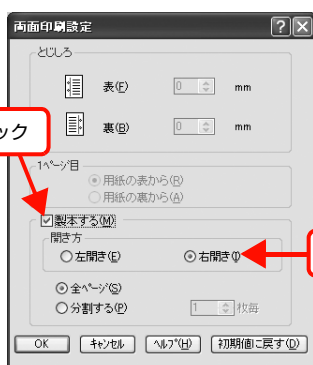 両面印刷設定
とじしろ
表(F) 0 mm
裏(B) 0 mm
1ページ目
用紙の表から(R)
用紙の裏から(A)
ック
製本する(M)
開き方
左開き(E) 右開き(I)
全ページ(S)
分割する(P) 1 枚毎
OK キャンセル ヘルプ(H) 初期値に戻す(D)